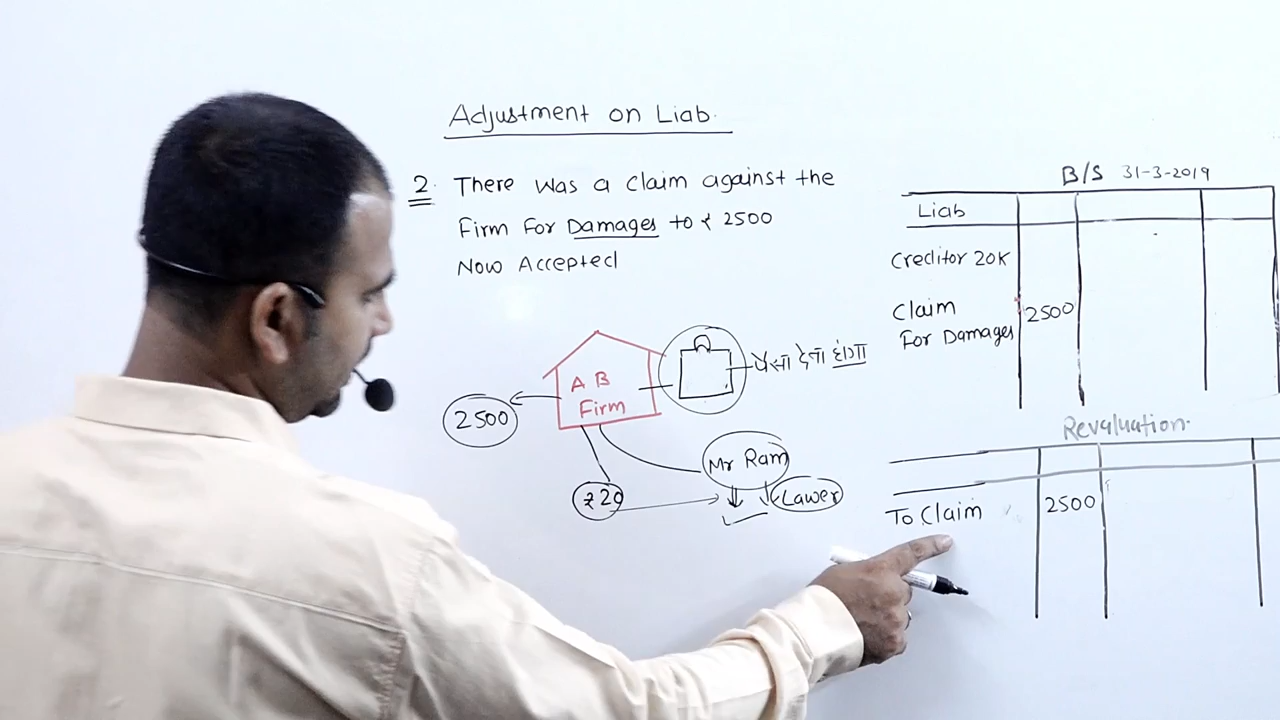 Adjustment on Liab.
2. There was a claim against the
Firm For Damages to ₹ 2500
Now Accepted
A B
Firm
2500
पैसा देना होगा
Mr Ram
₹20
Lawer
B/S 31-3-2019
Liab
Creditor 20K
Claim 2500
For Damages
Revaluation.
To Claim 2500